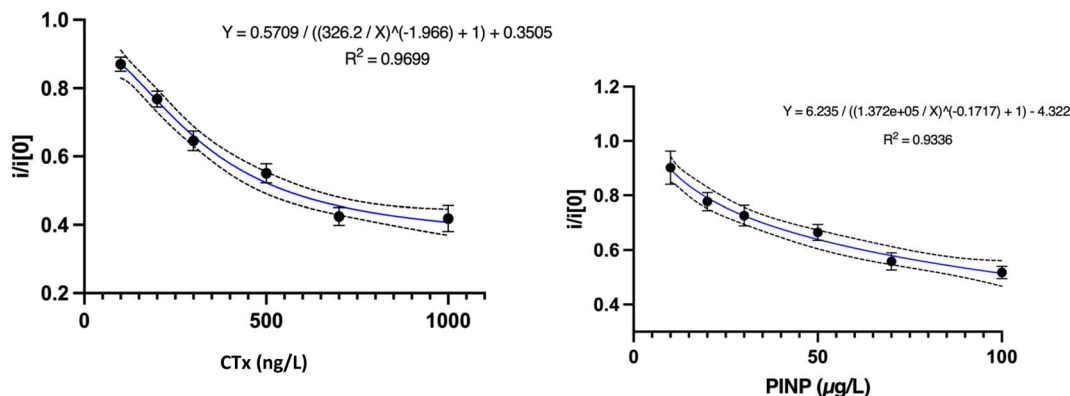 Y = 0.5709 / ((326.2 / X)^(-1.966) + 1) + 0.3505
R² = 0.9699
1.0
0.8
0.6
0.4
0.2
i/i[0]
0
500
1000
CTx (ng/L)
Y = 6.235 / ((1.372e+05 / X)^(-0.1717) + 1) - 4.322
R² = 0.9336
1.2
1.0
0.8
0.6
0.4
i/i[0]
0
50
100
PINP (µg/L)